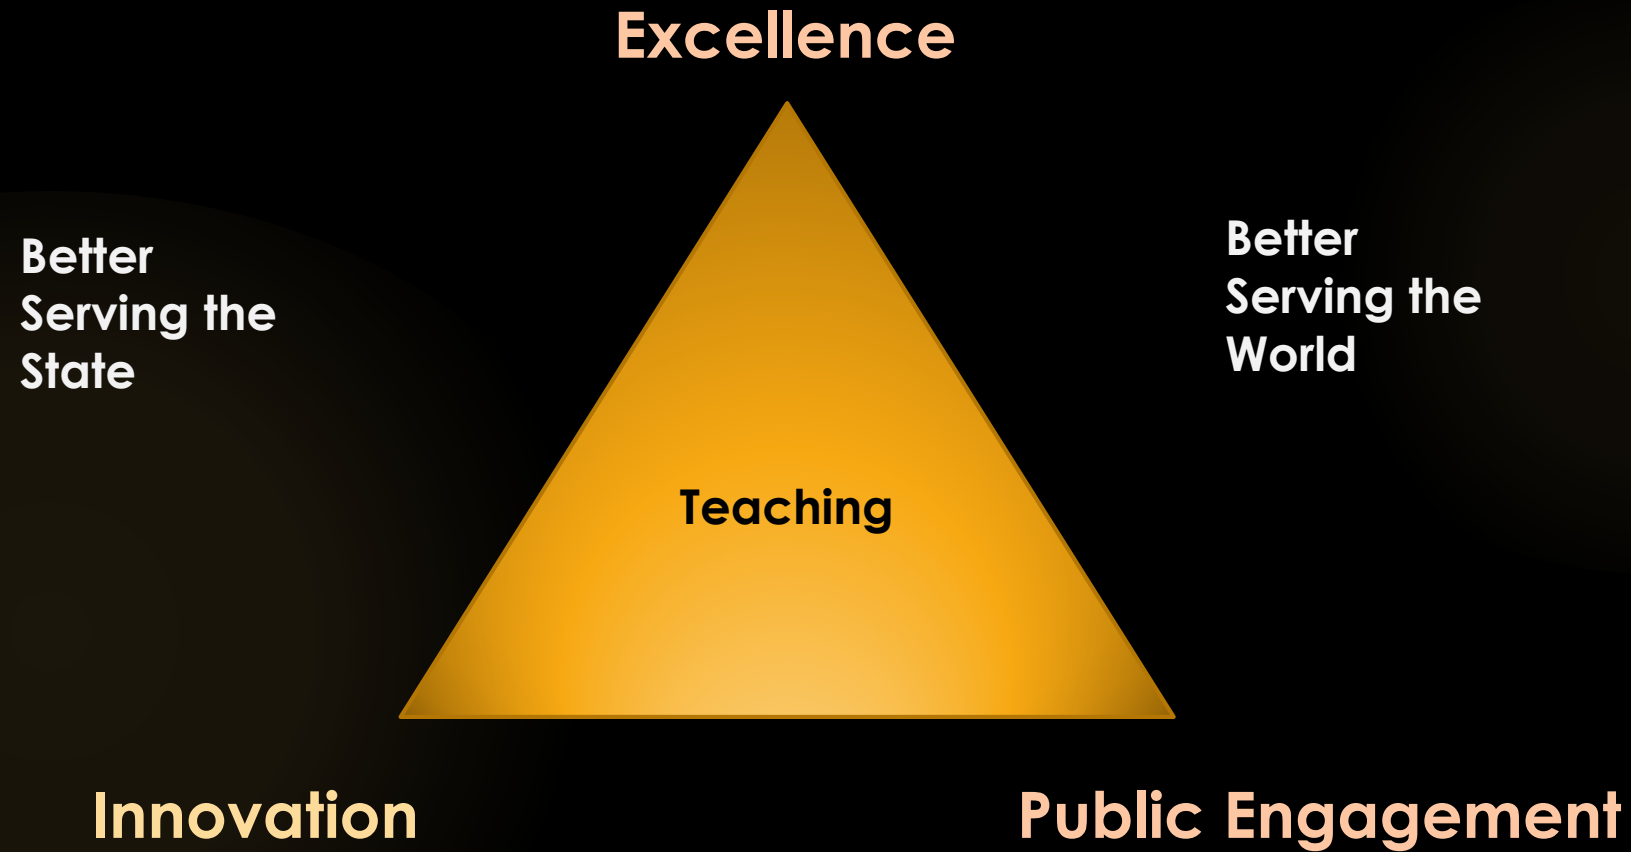 Excellence
Better
Serving the
State
Better
Serving the
World
Teaching
Innovation
Public Engagement